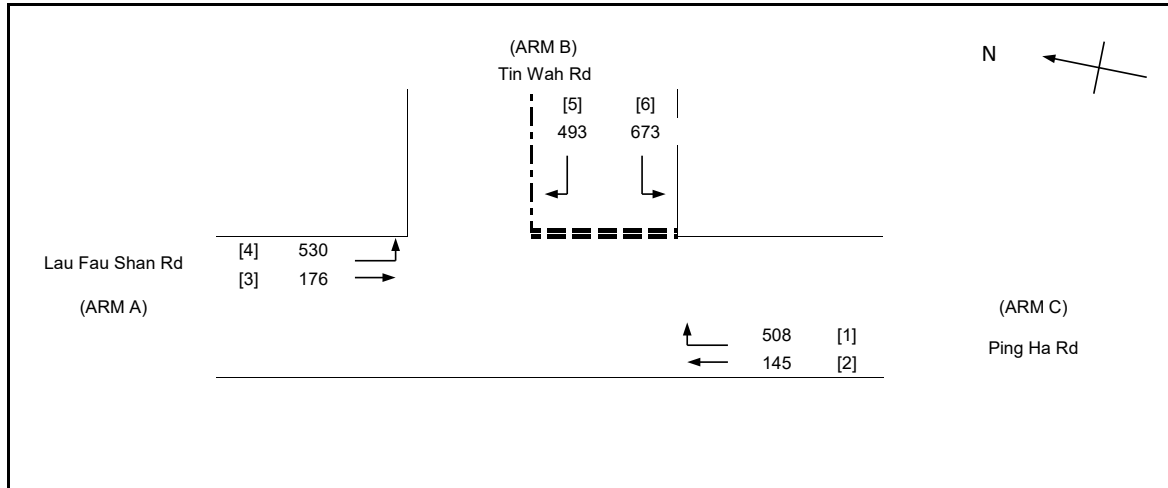 (ARM B)
Tin Wah Rd
N
[5] [6]
493 673
[4] 530
Lau Fau Shan Rd
[3] 176
(ARM A)
(ARM C)
508 [1]
Ping Ha Rd
145 [2]